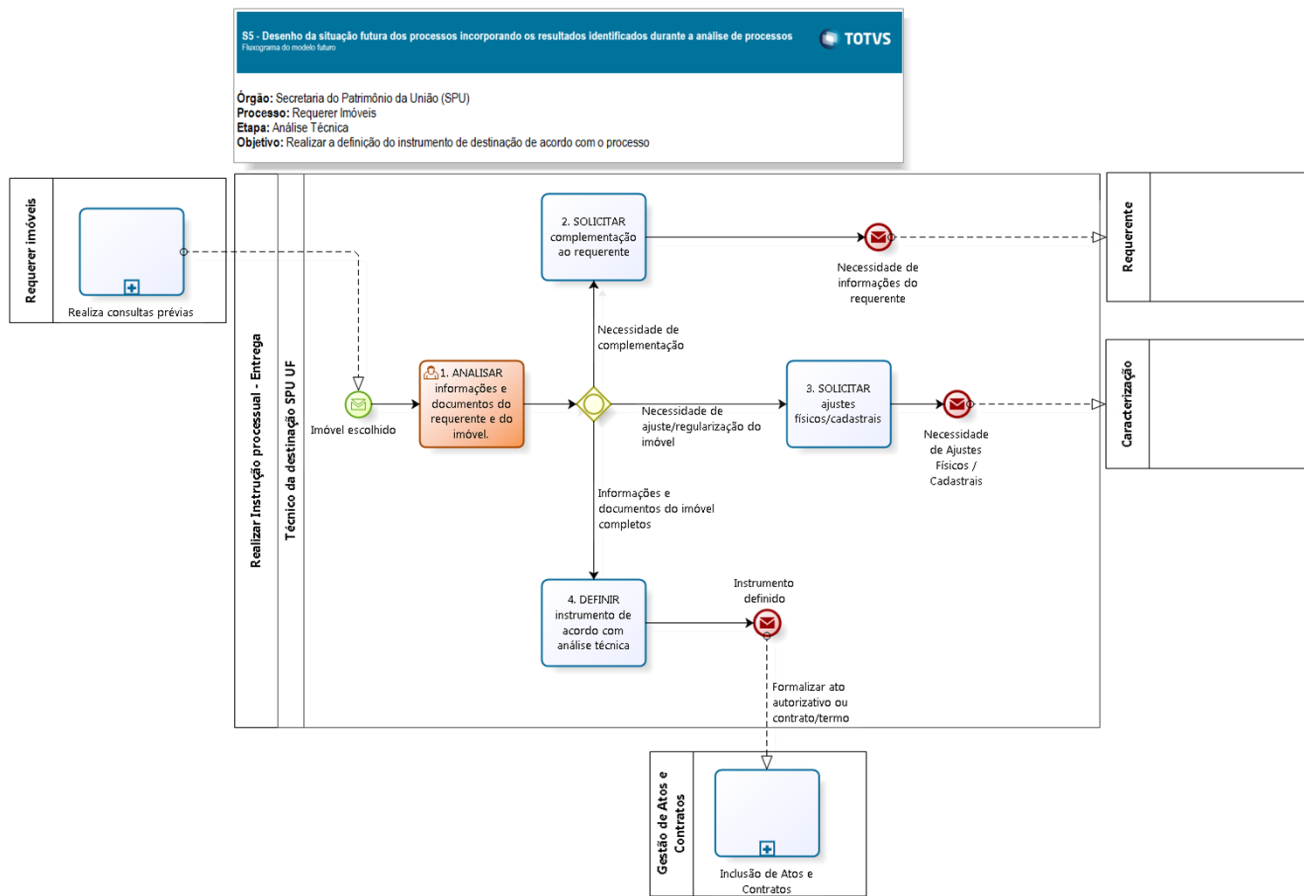 S5 - Desenho da situação futura dos processos incorporando os resultados identificados durante a análise de processos
Fluxograma do modelo futuro
TOTVS
Órgão: Secretaria do Patrimônio da União (SPU)
Processo: Requerer Imóveis
Etapa: Análise Técnica
Objetivo: Realizar a definição do instrumento de destinação de acordo com o processo
Requerer imóveis
Realiza consultas prévias
Realizar Instrução processual - Entrega
Técnico da destinação SPU UF
Imóvel escolhido
1. ANALISAR
informações e
documentos do
requerente e do
imóvel.
2. SOLICITAR
complementação
ao requerente
Necessidade de
informações do
requerente
Requerente
Necessidade de
complementação
Necessidade de
ajuste/regularização do
imóvel
3. SOLICITAR
ajustes
físicos/cadastrais
Necessidade
de Ajustes
Físicos /
Cadastrais
Caracterização
Informações e
documentos do imóvel
completos
4. DEFINIR
instrumento de
acordo com
análise técnica
Instrumento
definido
Formalizar ato
autorizativo ou
contrato/termo
Gestão de Atos e
Contratos
Inclusão de Atos e
Contratos